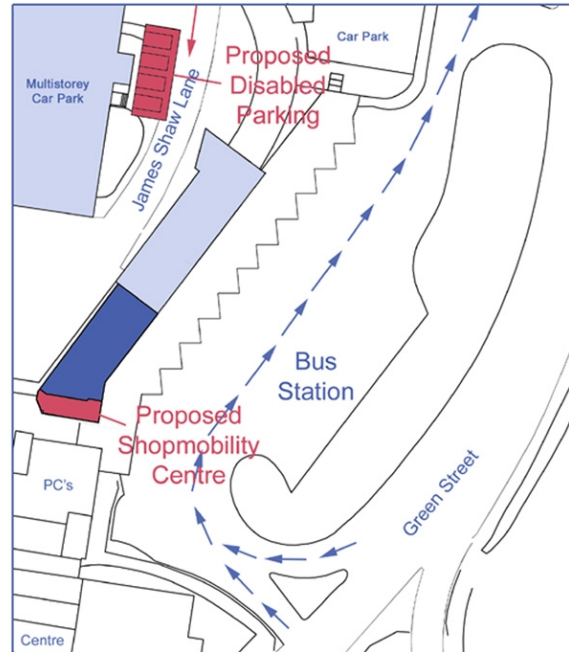 Proposed
Disabled
Parking
Car Park
Multistorey
Car Park
James Shaw Lane
Bus
Station
Proposed
Shopmobility
Centre
PC's
Green Street
Centre